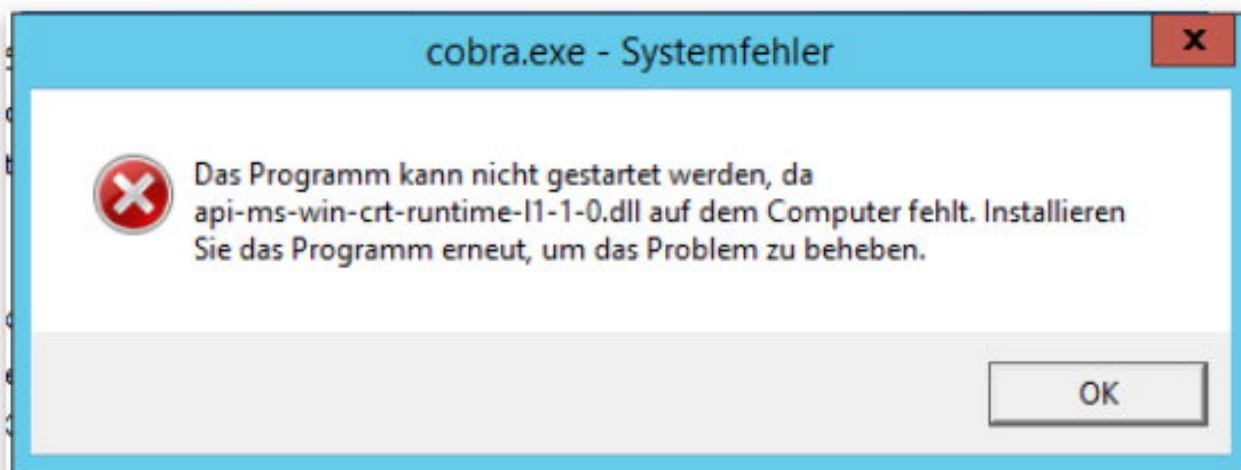 cobra.exe - Systemfehler
x
Das Programm kann nicht gestartet werden, da
api-ms-win-crt-runtime-l1-1-0.dll auf dem Computer fehlt. Installieren
Sie das Programm erneut, um das Problem zu beheben.
OK